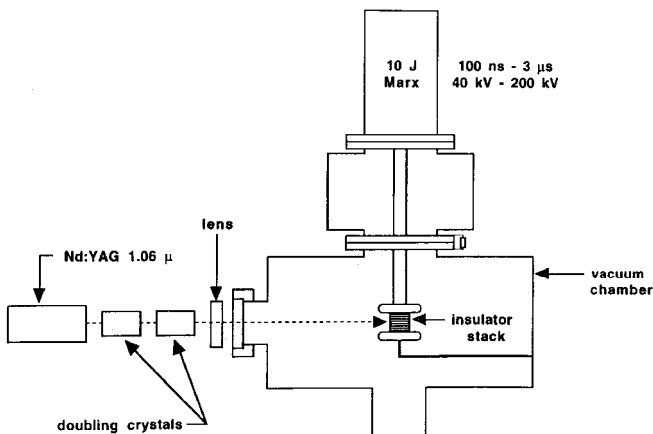 10 J
Marx
100 ns - 3 μs
40 kV - 200 kV
lens
Nd:YAG 1.06 μ
vacuum
chamber
insulator
stack
doubling crystals